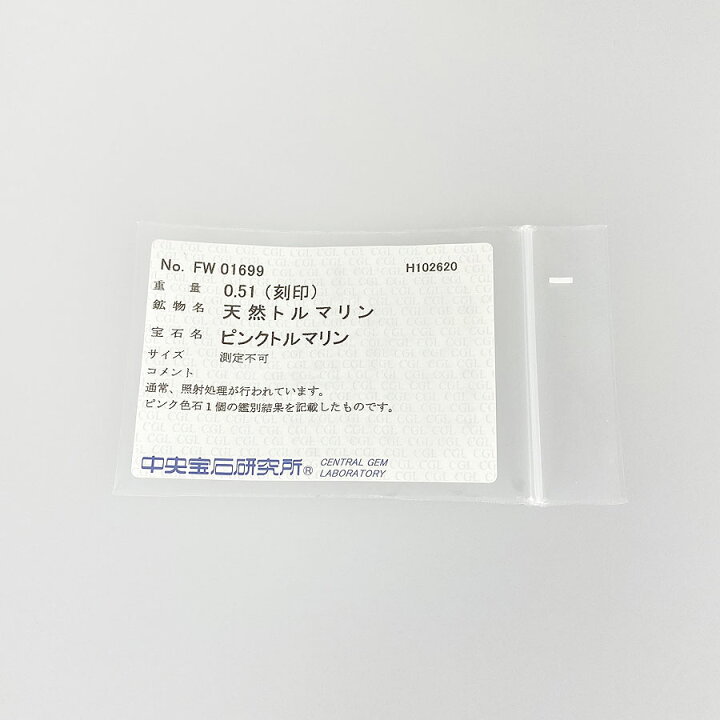 No. FW 01699 H102620
重量 0.51 (刻印)
鉱物名 天然トルマリン
宝石名 ピンクトルマリン
サイズ 測定不可
コメント
通常、照射処理が行われています。
ピンク色石1個の鑑別結果を記載したものです。
中央宝石研究所® CENTRAL GEM
LABORATORY